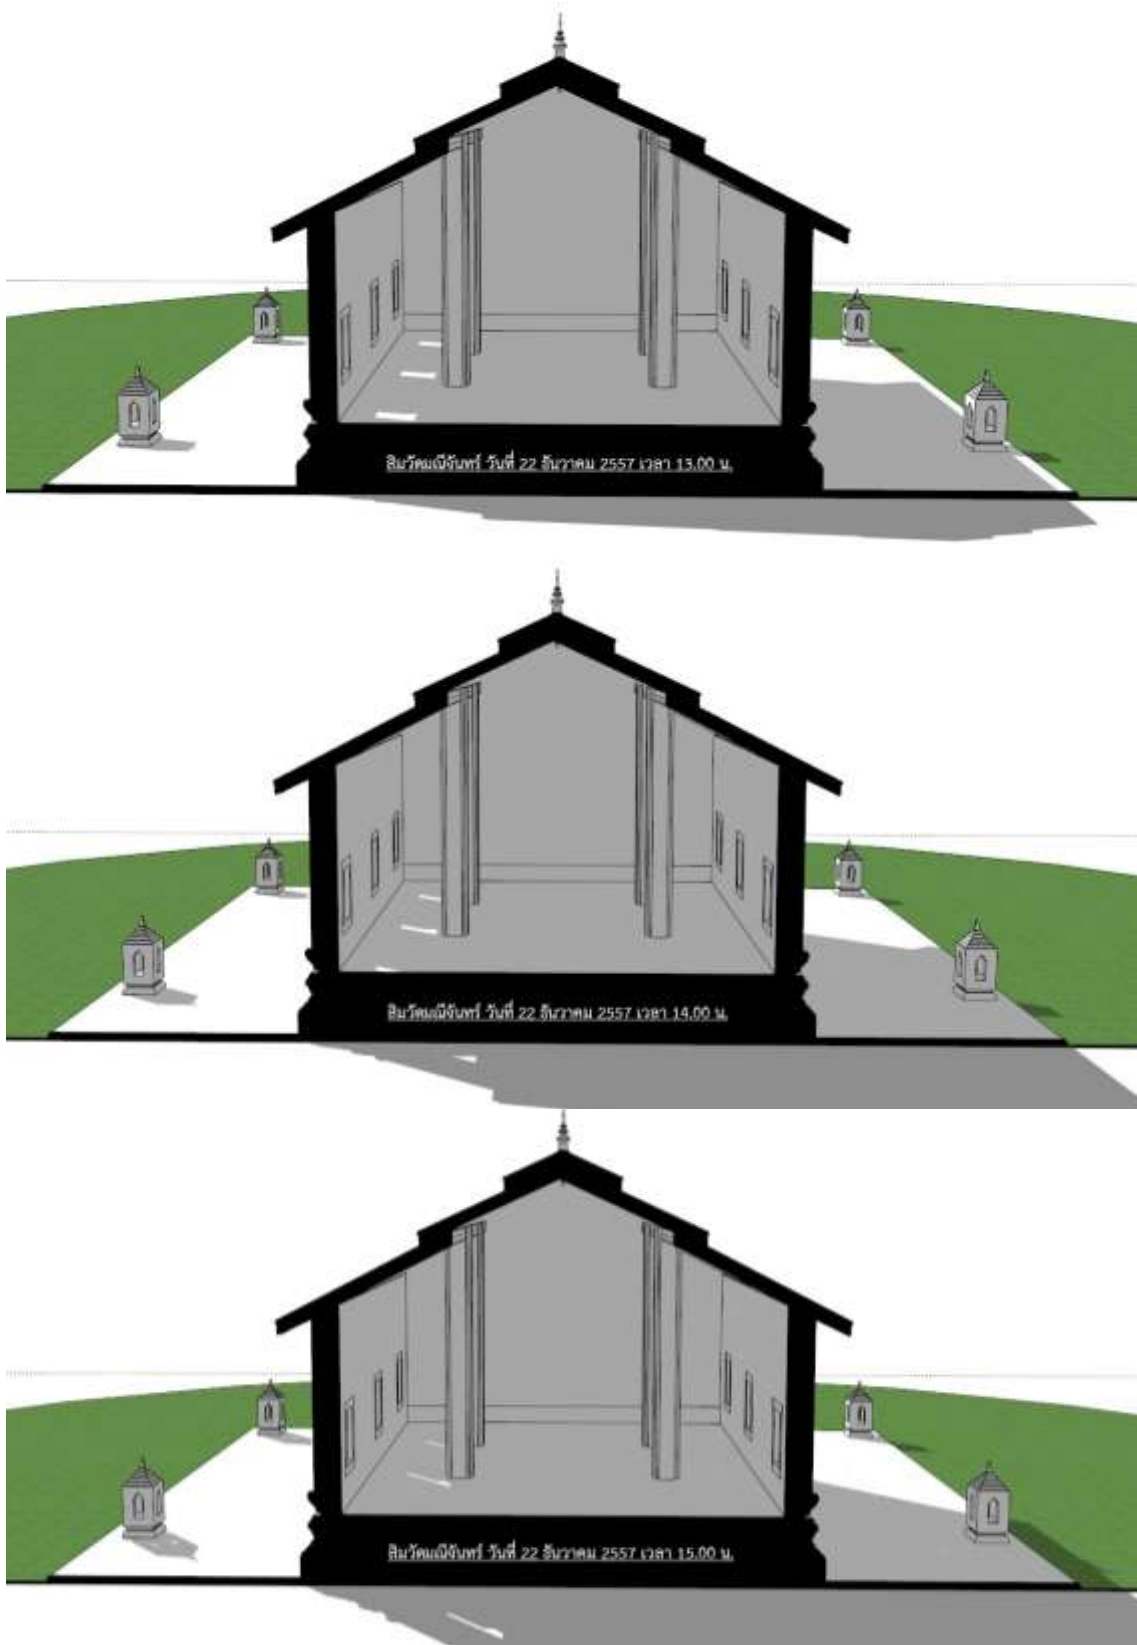 สิมวัดมณีจันทร์ วันที่ 22 ธันวาคม 2557 เวลา 13.00 น.
สิมวัดมณีจันทร์ วันที่ 22 ธันวาคม 2557 เวลา 14.00 น.
สิมวัดมณีจันทร์ วันที่ 22 ธันวาคม 2557 เวลา 15.00 น.